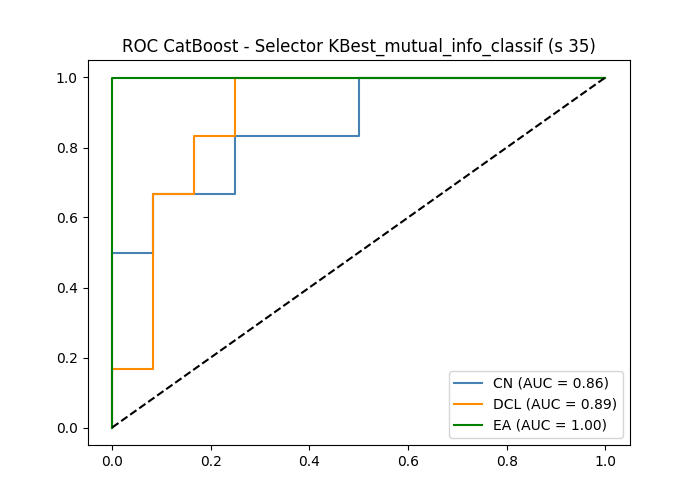 ROC CatBoost - Selector KBest_mutual_info_classif (s 35)
1.0
0.8
0.6
0.4
0.2
0.0
0.0 0.2 0.4 0.6 0.8 1.0
CN (AUC = 0.86)
DCL (AUC = 0.89)
EA (AUC = 1.00)